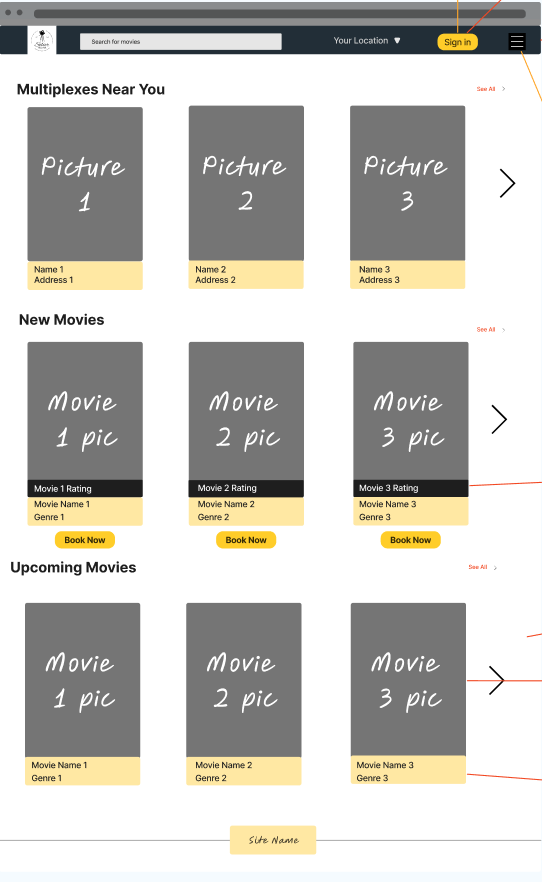 Search for movies
Your Location
Sign in
Multiplexes Near You
See All
Picture 1
Picture 2
Picture 3
Name 1
Address 1
Name 2
Address 2
Name 3
Address 3
New Movies
See All
Movie 1 pic
Movie 2 pic
Movie 3 pic
Movie 1 Rating
Movie 2 Rating
Movie 3 Rating
Movie Name 1
Genre 1
Movie Name 2
Genre 2
Movie Name 3
Genre 3
Book Now
Book Now
Book Now
Upcoming Movies
See All
Movie 1 pic
Movie 2 pic
Movie 3 pic
Movie Name 1
Genre 1
Movie Name 2
Genre 2
Movie Name 3
Genre 3
Site Name